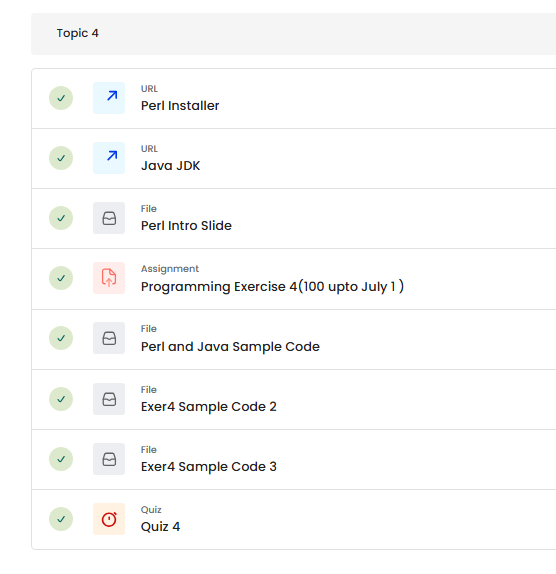 Topic 4
URL
Perl Installer
URL
Java JDK
File
Perl Intro Slide
Assignment
Programming Exercise 4(100 upto July 1 )
File
Perl and Java Sample Code
File
Exer4 Sample Code 2
File
Exer4 Sample Code 3
Quiz
Quiz 4